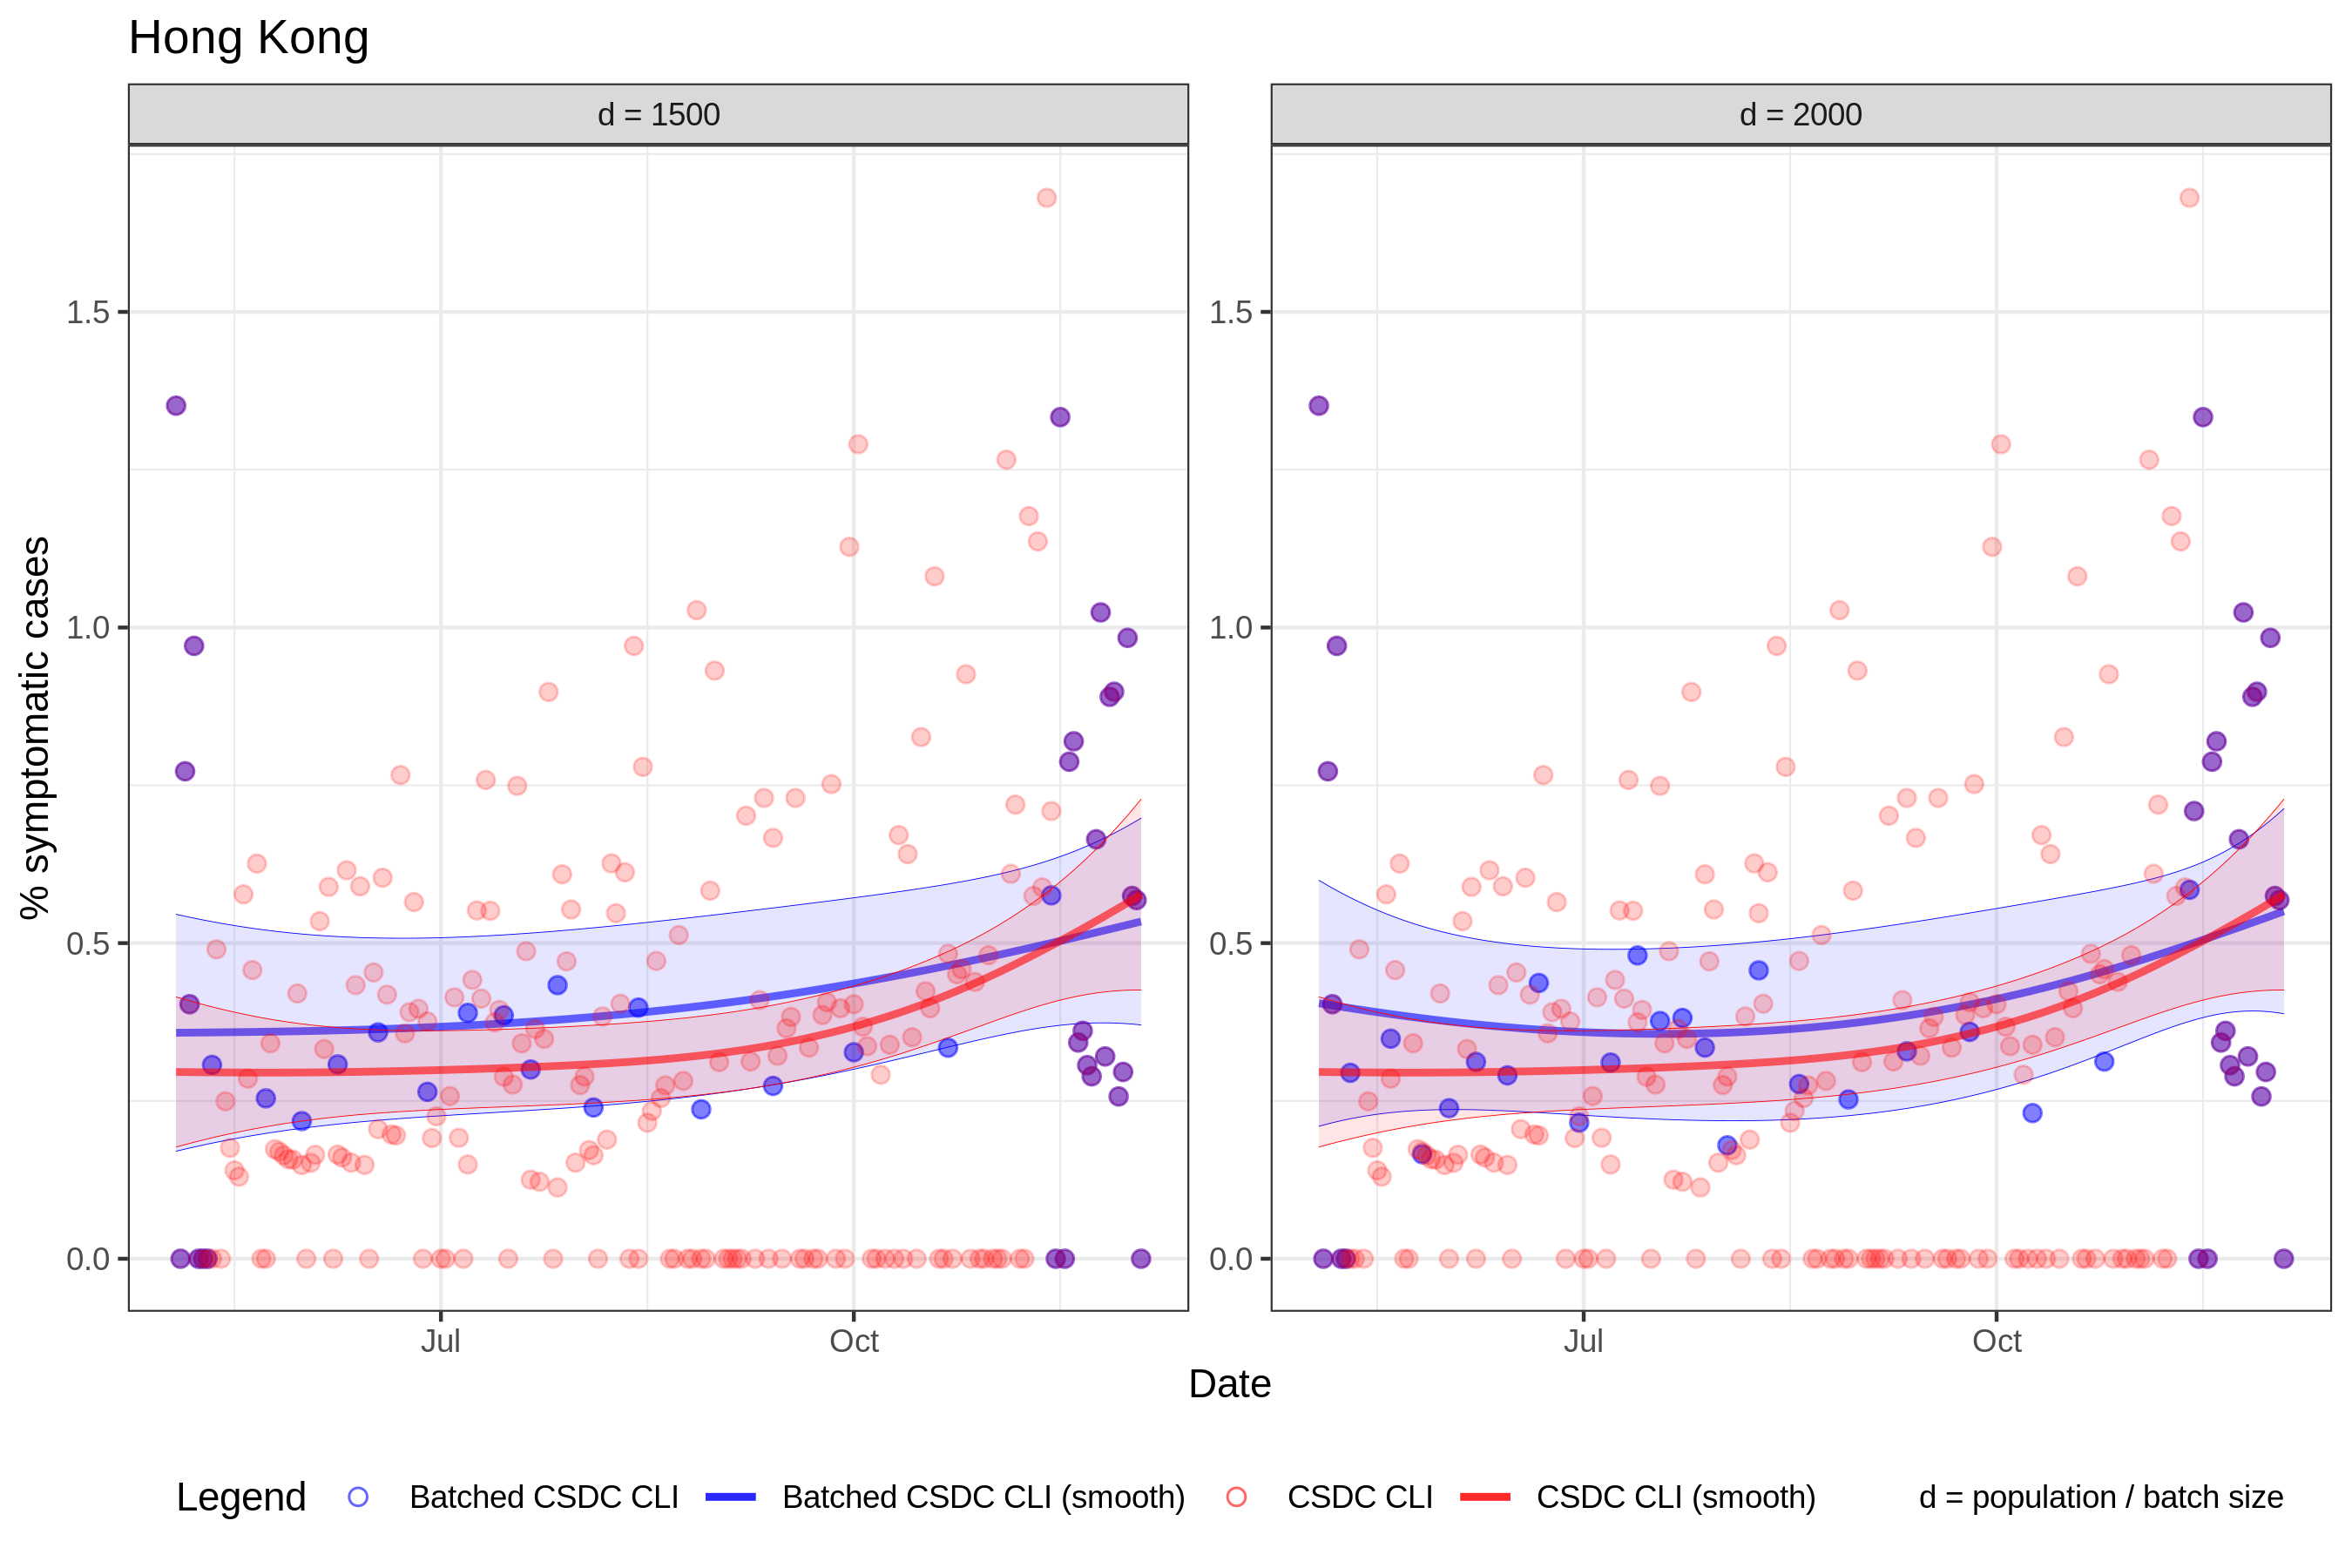 Hong Kong
d = 1500
d = 2000
% symptomatic cases
1.5
1.0
0.5
0.0
1.5
1.0
0.5
0.0
Jul
Oct
Jul
Oct
Date
Legend
Batched CSDC CLI
Batched CSDC CLI (smooth)
CSDC CLI
CSDC CLI (smooth)
d = population / batch size